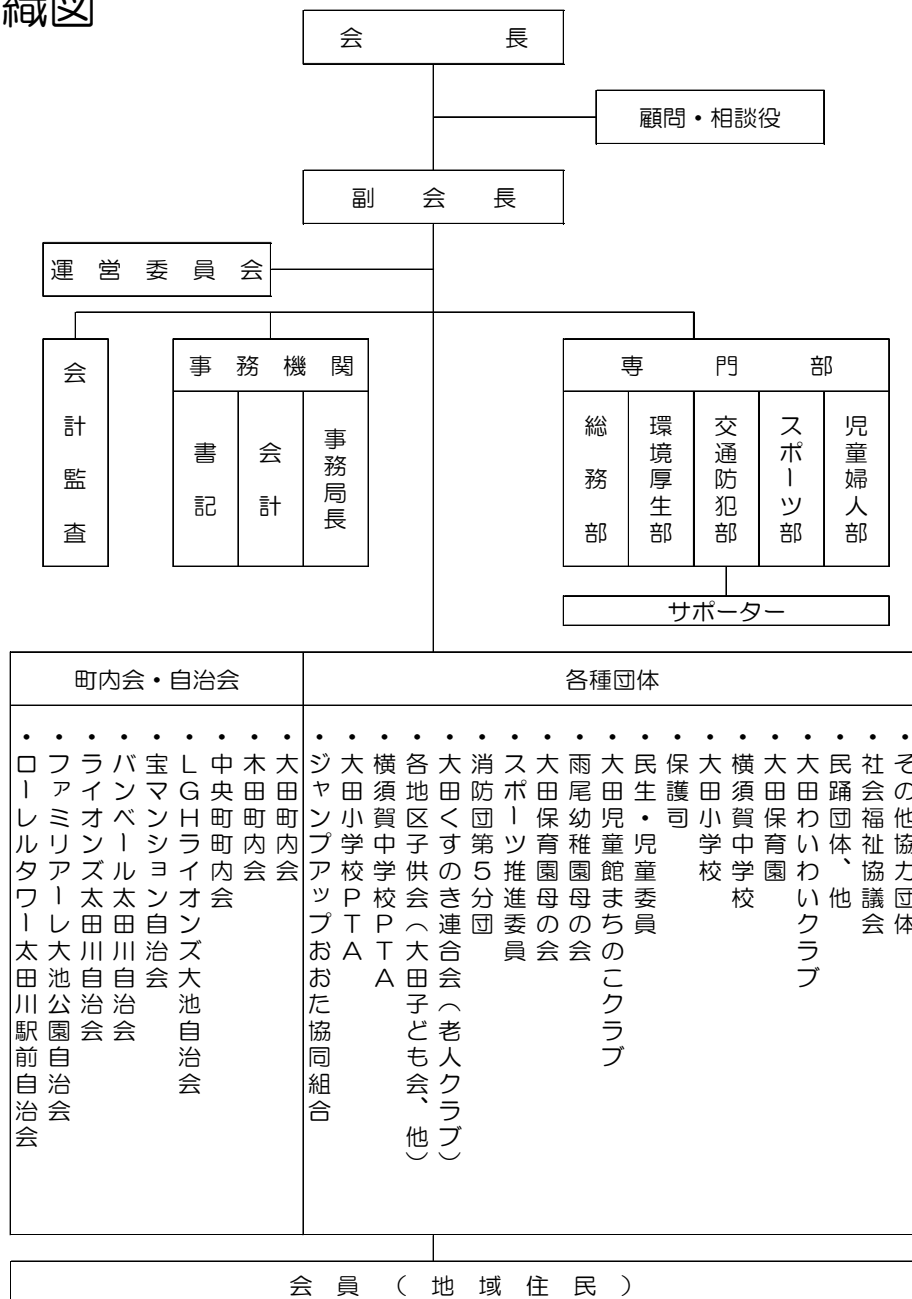 織図
会長
顧問・相談役
副会長
運営委員会
会計監査
事務機関
事務局長
会計
書記
専門部
児童婦人部
スポーツ部
交通防犯部
環境厚生部
総務部
サポーター
町内会・自治会
・大田町内会
・木田町内会
・中央町町内会
・LGHライオンズ大池自治会
・宝マンション自治会
・バンベール太田川自治会
・ライオンズ太田川自治会
・ファミリアーレ大池公園自治会
・ローレルタワー太田川駅前自治会
各種団体
・その他協力団体
・社会福祉協議会
・民踊団体、他
・大田わいわいクラブ
・大田保育園
・横須賀中学校
・大田小学校
・保護司
・民生・児童委員
・大田児童館まちのこクラブ
・雨尾幼稚園母の会
・大田保育園母の会
・スポーツ推進委員
・消防団第5分団
・大田くすのき連合会(老人クラブ)
・各地区子供会(大田子ども会、他)
・横須賀中学校PTA
・大田小学校PTA
・ジャンプアップおおた協同組合
会員(地域住民)